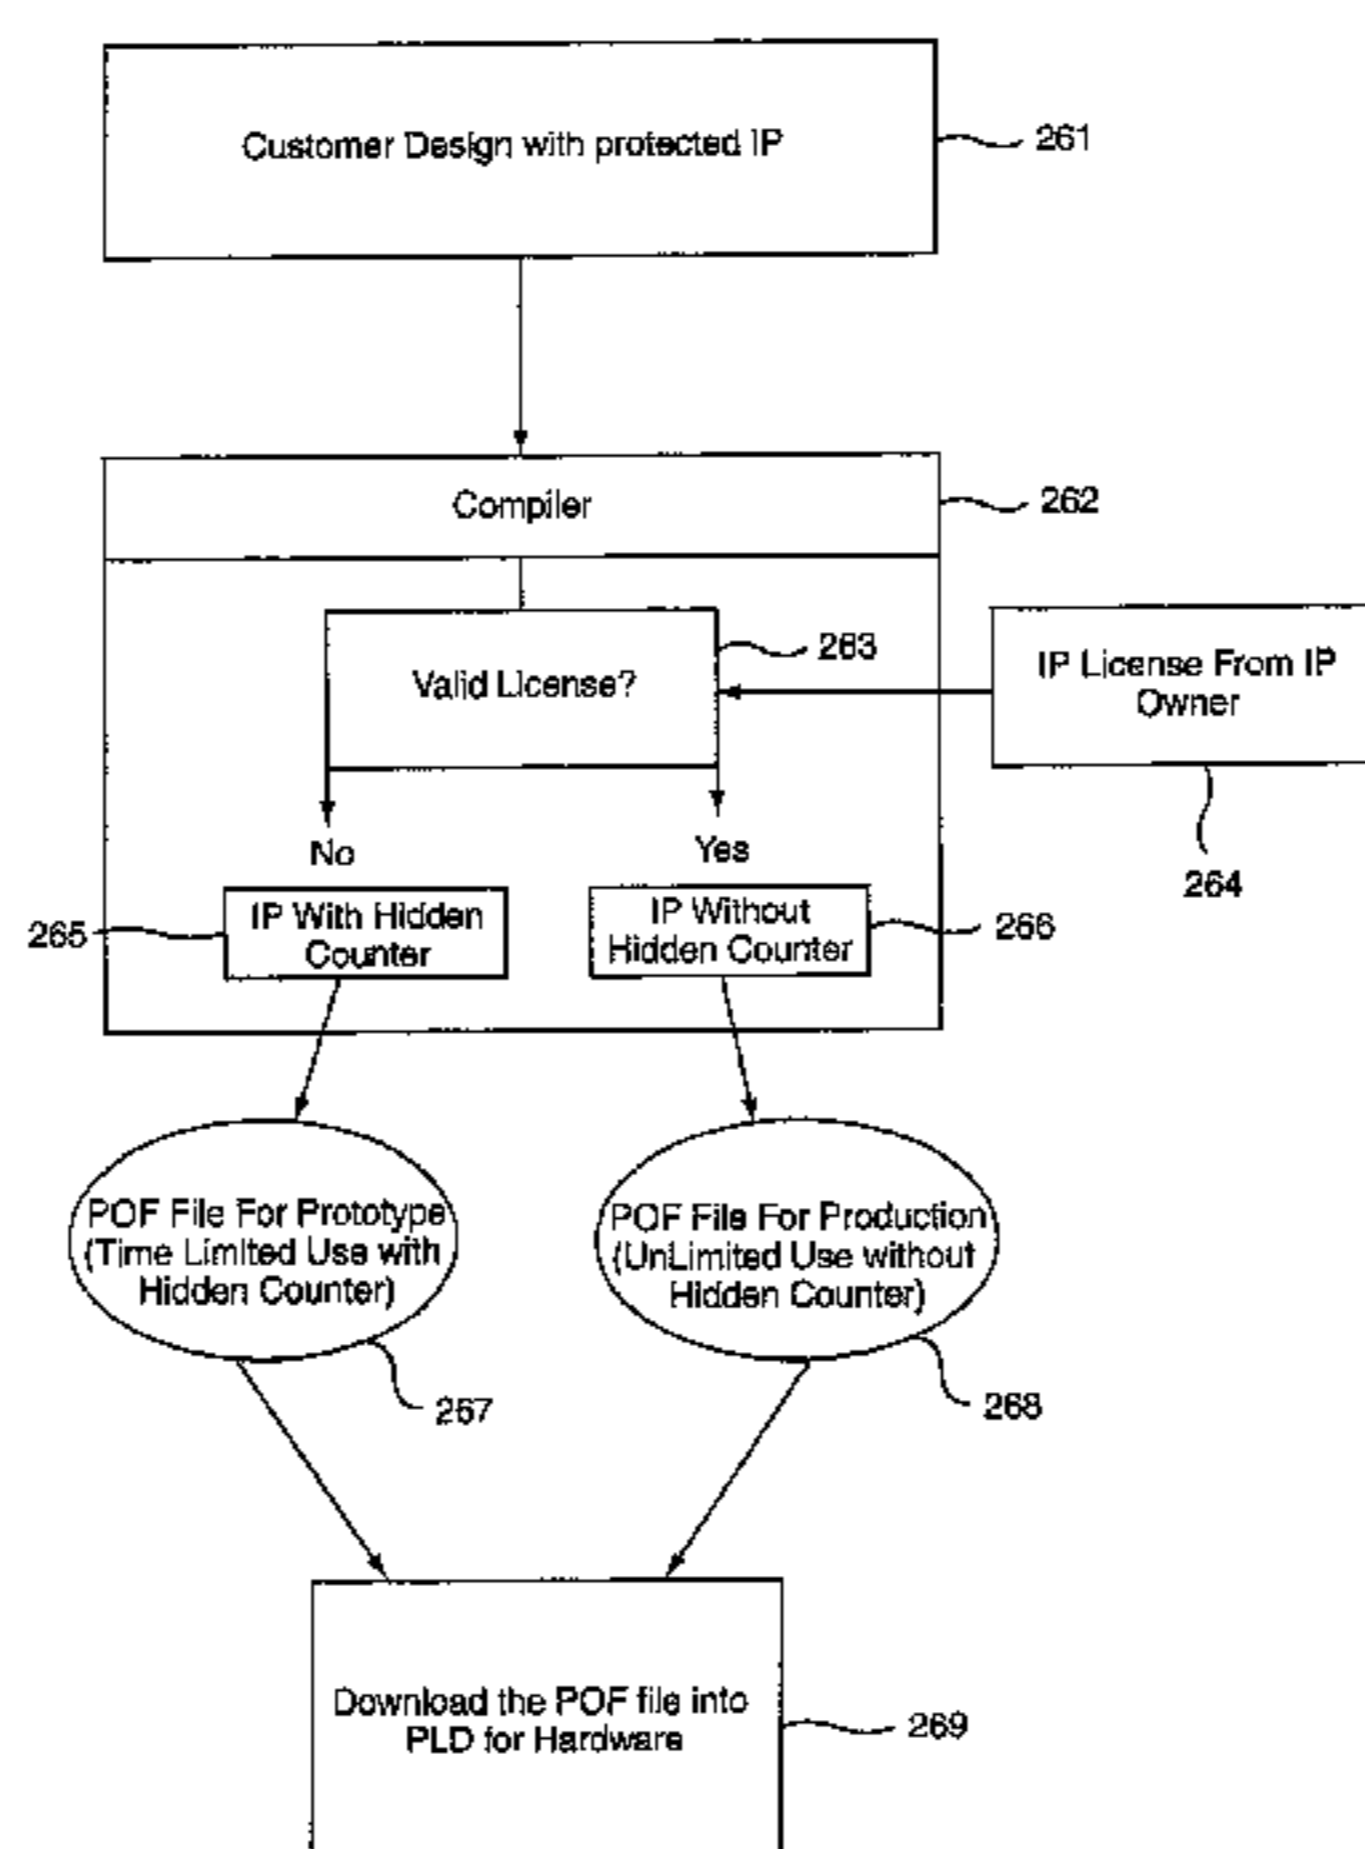 Customer Design with protected IP
261
Compiler
262
Valid License?
263
IP License From IP
Owner
264
No
Yes
IP With Hidden
Counter
265
IP Without
Hidden Counter
266
POF File For Prototype
(Time Limited Use with
Hidden Counter)
267
POF File For Production
(UnLimited Use without
Hidden Counter)
268
Download the POF file into
PLD for Hardware
269